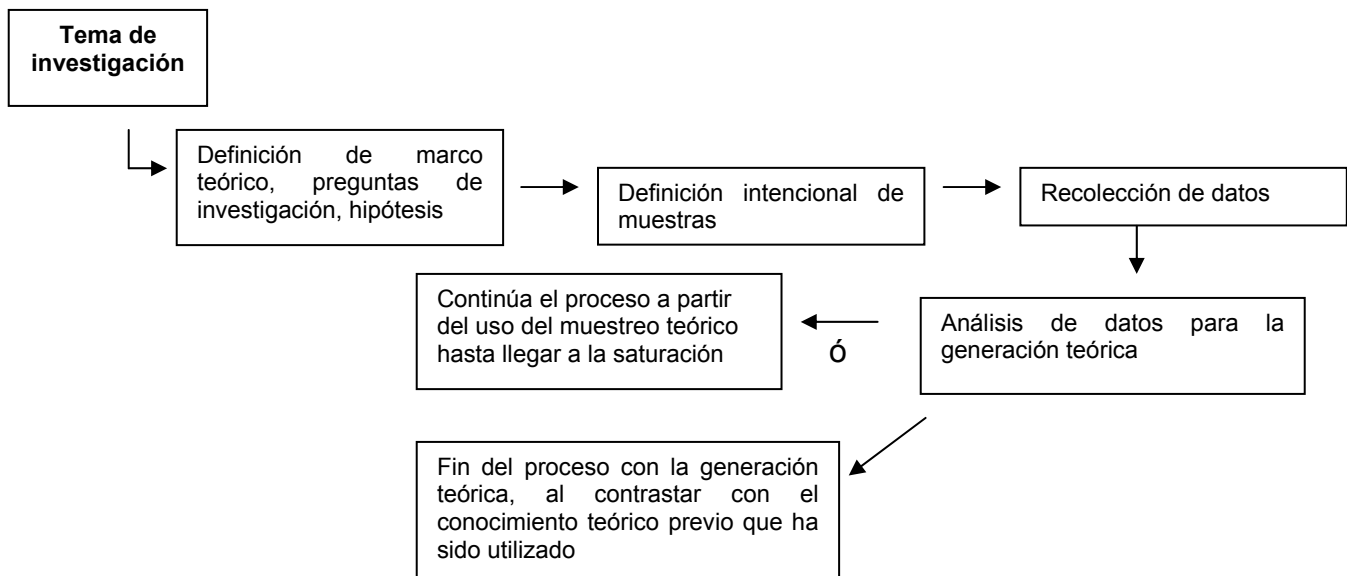 Tema de
investigación
Definición de marco
teórico, preguntas de
investigación, hipótesis
Definición intencional de
muestras
Recolección de datos
Continúa el proceso a partir
del uso del muestreo teórico
hasta llegar a la saturación
ó
Análisis de datos para la
generación teórica
Fin del proceso con la generación
teórica, al contrastar con el
conocimiento teórico previo que ha
sido utilizado